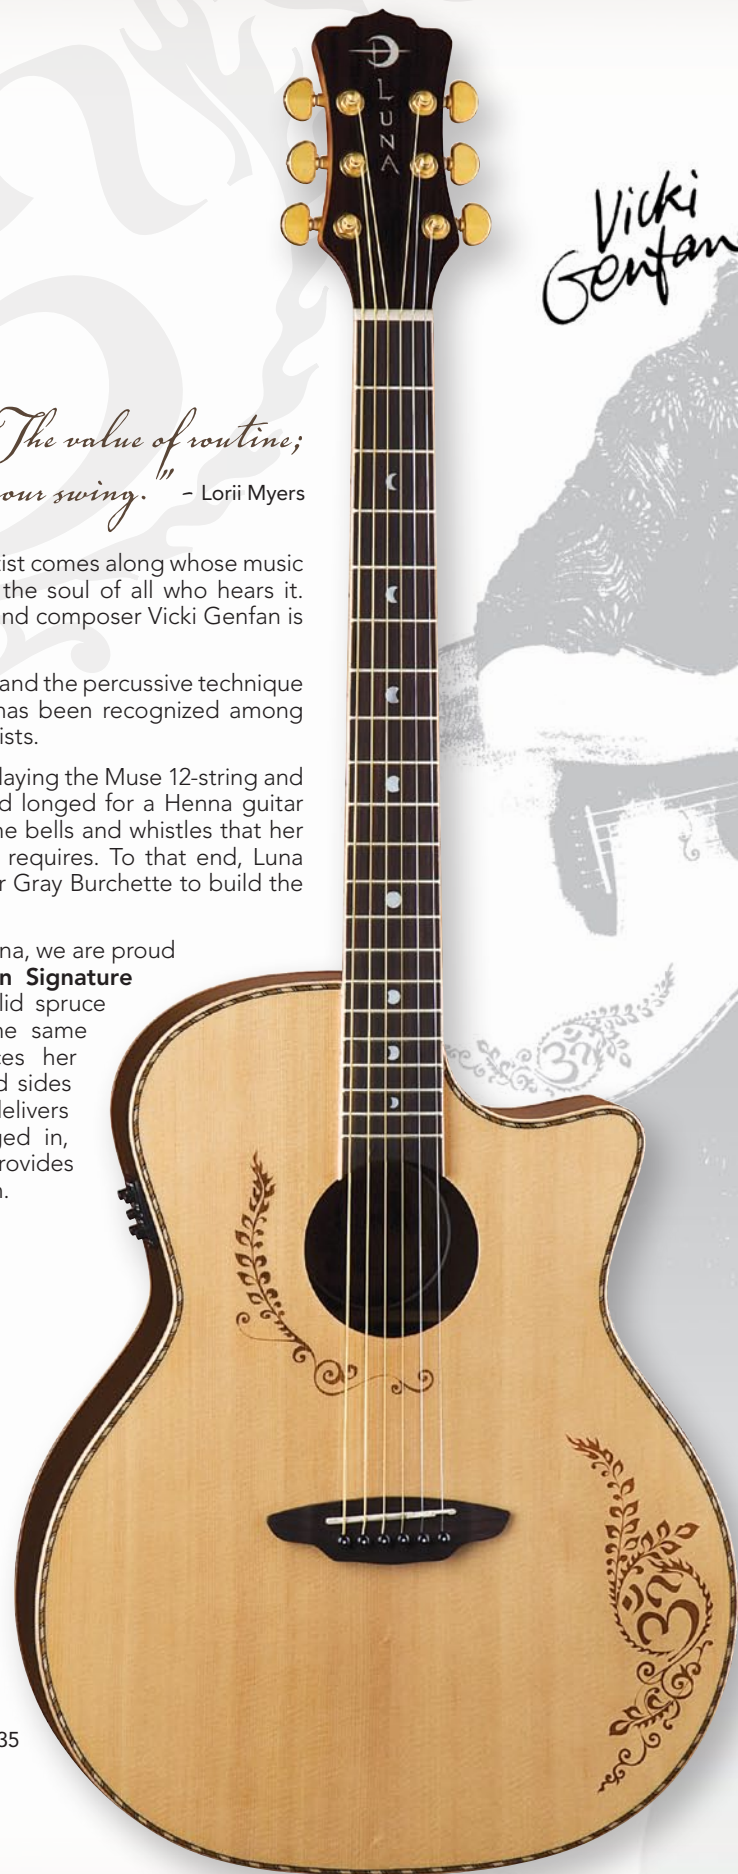 LUNA
Vicki
Genfan
The value of routine;
our swing." – Lorii Myers
tist comes along whose music
the soul of all who hears it.
nd composer Vicki Genfan is
and the percussive technique
has been recognized among
ists.
laying the Muse 12-string and
d longed for a Henna guitar
he bells and whistles that her
requires. To that end, Luna
r Gray Burchette to build the
na, we are proud
n Signature
lid spruce
he same
ces her
d sides
delivers
ged in,
rovides
n.
ॐ
ॐ
35